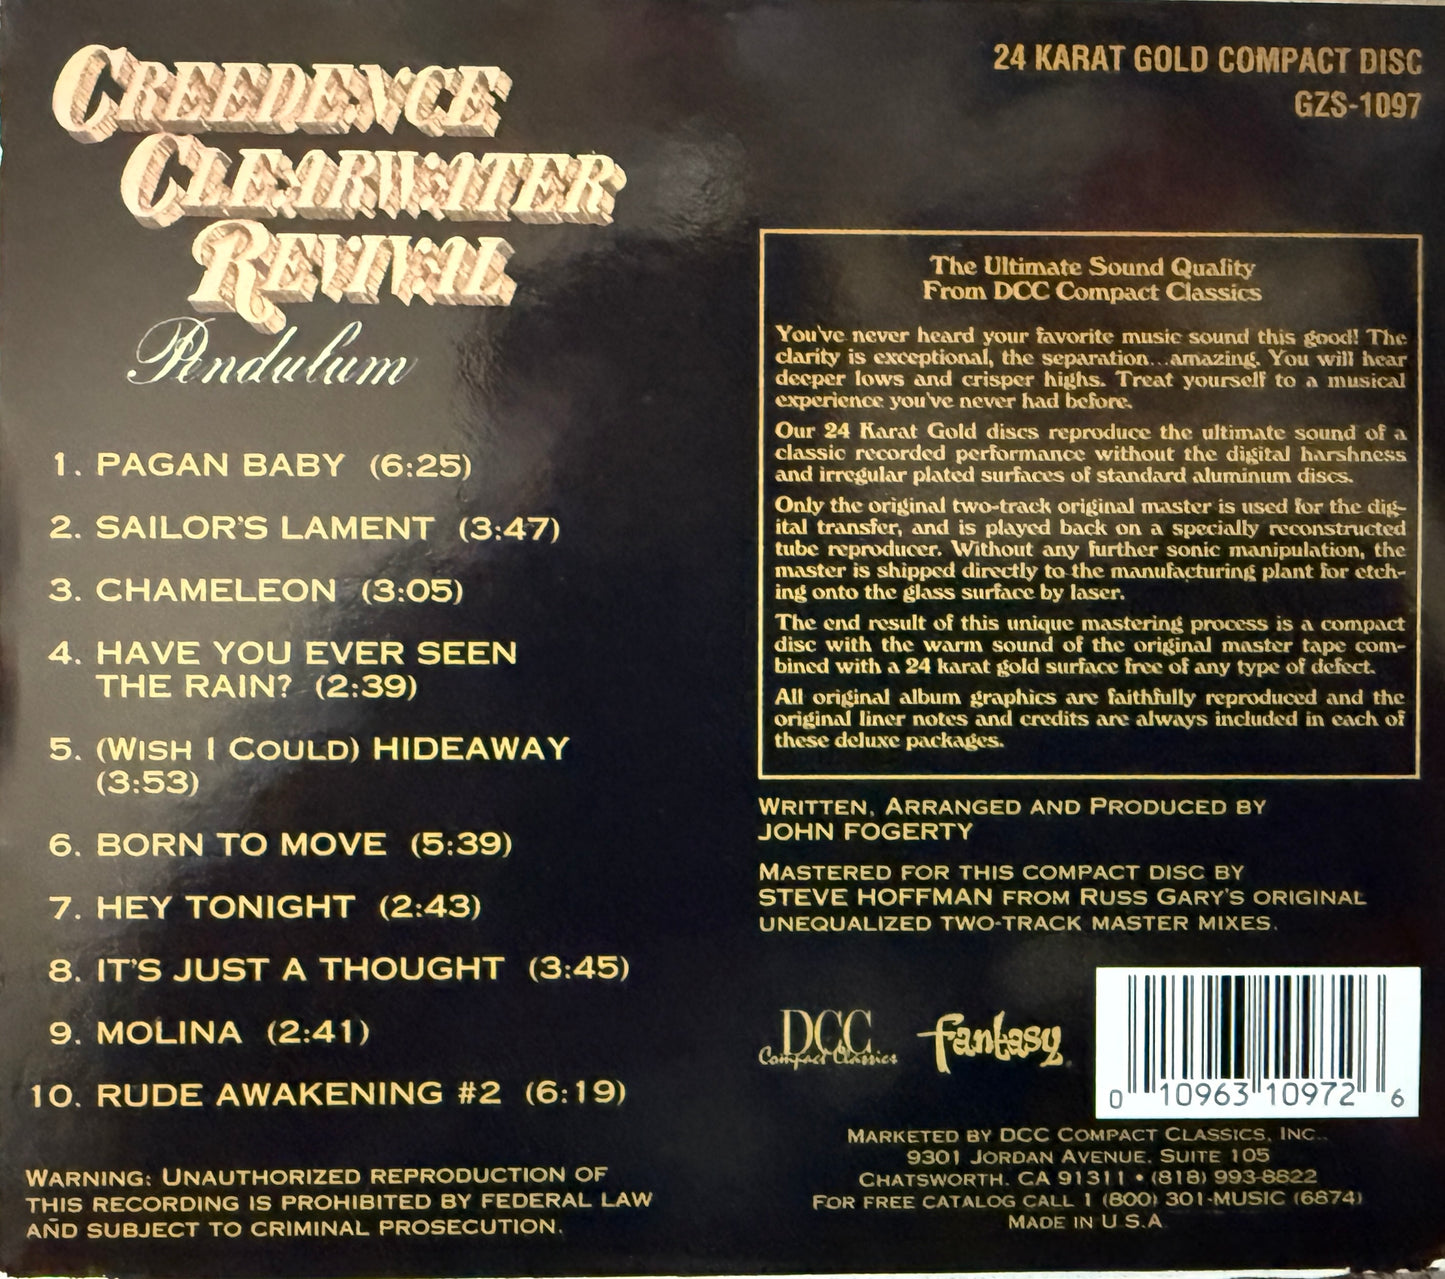 CREEDENCE
CLEARWATER
REVIVAL
Pendulum
1. PAGAN BABY (6:25)
2. SAILOR'S LAMENT (3:47)
3. CHAMELEON (3:05)
4. HAVE YOU EVER SEEN
THE RAIN? (2:39)
5. (WISH I COULD) HIDEAWAY
(3:53)
6. BORN TO MOVE (5:39)
7. HEY TONIGHT (2:43)
8. IT'S JUST A THOUGHT (3:45)
9. MOLINA (2:41)
10. RUDE AWAKENING #2 (6:19)
WARNING: UNAUTHORIZED REPRODUCTION OF
THIS RECORDING IS PROHIBITED BY FEDERAL LAW
AND SUBJECT TO CRIMINAL PROSECUTION.
24 KARAT GOLD COMPACT DISC
GZS-1097
The Ultimate Sound Quality
From DCC Compact Classics
You've never heard your favorite music sound this good! The
clarity is exceptional, the separation...amazing. You will hear
deeper lows and crisper highs. Treat yourself to a musical
experience you've never had before.
Our 24 Karat Gold discs reproduce the ultimate sound of a
classic recorded performance without the digital harshness
and irregular plated surfaces of standard aluminum discs.
Only the original two-track original master is used for the dig-
ital transfer, and is played back on a specially reconstructed
tube reproducer. Without any further sonic manipulation, the
master is shipped directly to the manufacturing plant for etch-
ing onto the glass surface by laser.
The end result of this unique mastering process is a compact
disc with the warm sound of the original master tape com-
bined with a 24 karat gold surface free of any type of defect.
All original album graphics are faithfully reproduced and the
original liner notes and credits are always included in each of
these deluxe packages.
WRITTEN, ARRANGED AND PRODUCED BY
JOHN FOGERTY
MASTERED FOR THIS COMPACT DISC BY
STEVE HOFFMAN FROM RUSS GARY'S ORIGINAL
UNEQUALIZED TWO-TRACK MASTER MIXES.
DCC
Compact Classics
fantasy
0 10963 10972 6
MARKETED BY DCC COMPACT CLASSICS, INC.
9301 JORDAN AVENUE, SUITE 105
CHATSWORTH, CA 91311 • (818) 993-8822
FOR FREE CATALOG CALL 1 (800) 301-MUSIC (6874)
MADE IN U.S.A.